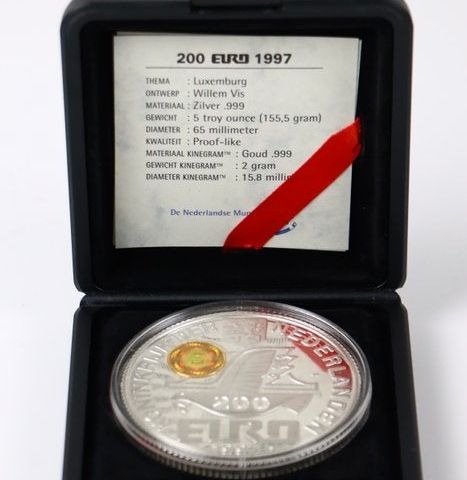 200 EURO 1997
THEMA : Luxemburg
ONTWERP : Willem Vis
MATERIAAL : Zilver .999
GEWICHT : 5 troy ounce (155,5 gram)
DIAMETER : 65 millimeter
KWALITEIT : Proof-like
MATERIAAL KINEGRAM™ : Goud .999
GEWICHT KINEGRAM™ : 2 gram
DIAMETER KINEGRAM™ : 15.8
De Nederlandse
NEDERLANDEN
200
EURO